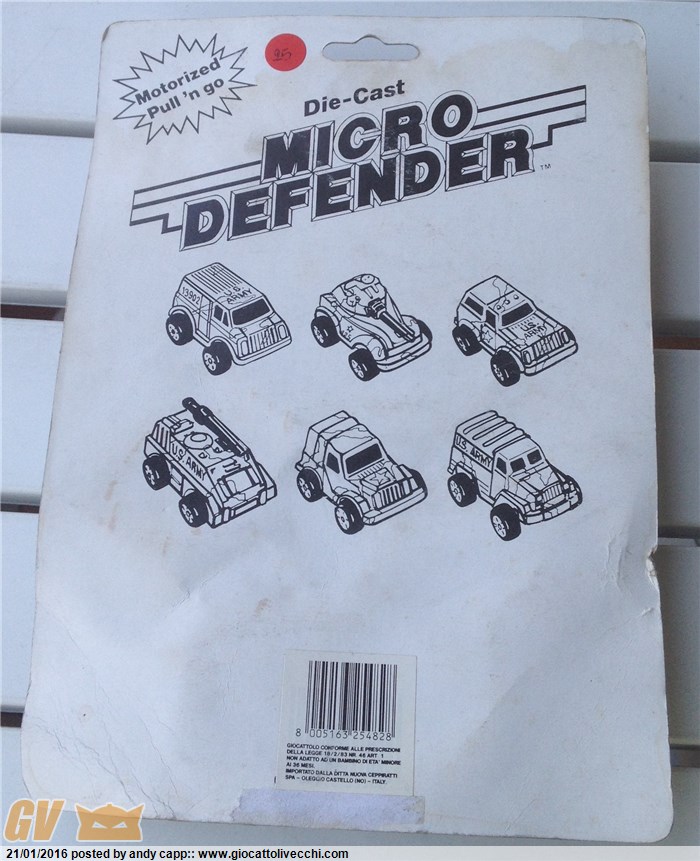 Motorized
Pull 'n go
25
Die-Cast
MICRO
DEFENDER™
13902
U.S.
ARMY
U.S.
ARMY
U.S. ARMY
U.S. ARMY
8 005163 254828
GIOCATTOLO CONFORME ALLE PRESCRIZIONI
DELLA LEGGE 18/2/83 NR. 46 ART. 1
NON ADATTO AD UN BAMBINO DI ETA' MINORE
AI 36 MESI.
IMPORTATO DALLA DITTA NUOVA CEPPIRATTI
SPA - OLEGGIO CASTELLO (NO) - ITALY.
GV
21/01/2016 posted by andy capp:: www.giocattolivecchi.com